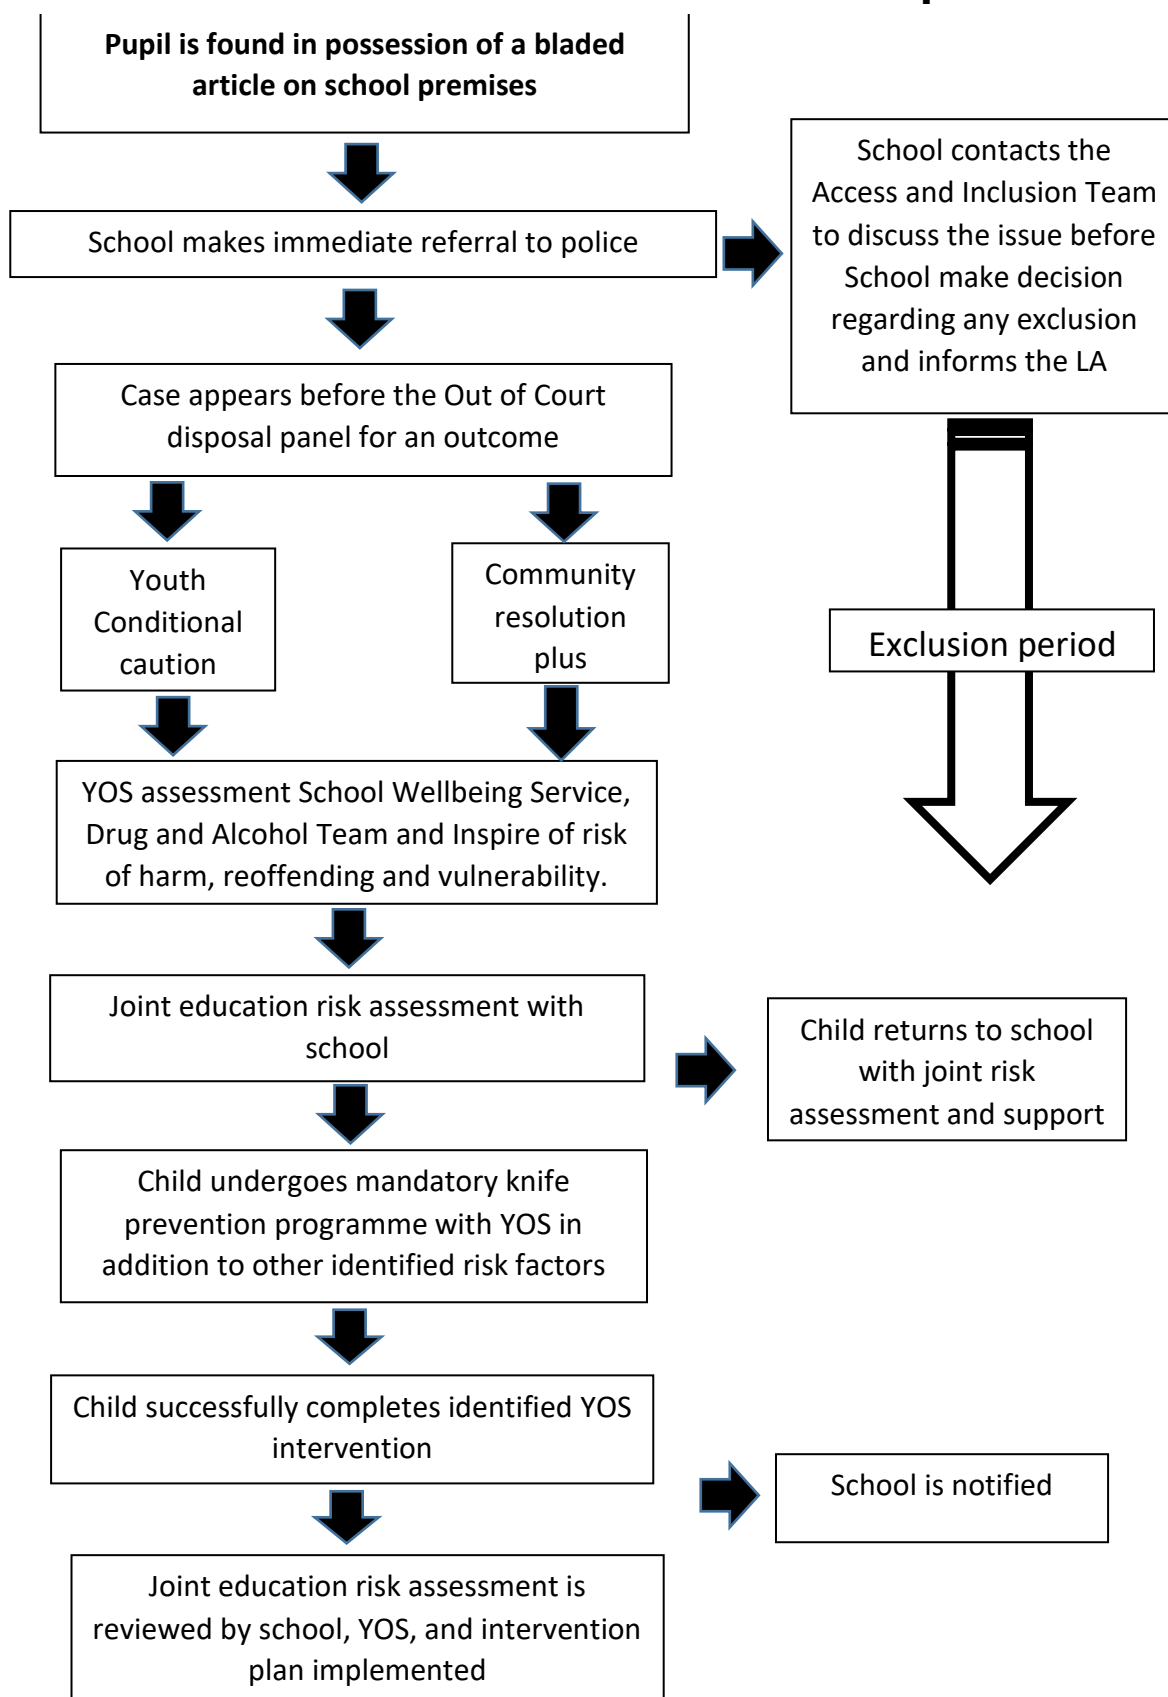 Pupil is found in possession of a bladed
article on school premises
School makes immediate referral to police
School contacts the
Access and Inclusion Team
to discuss the issue before
School make decision
regarding any exclusion
and informs the LA
Case appears before the Out of Court
disposal panel for an outcome
Youth
Conditional
caution
Community
resolution
plus
Exclusion period
YOS assessment School Wellbeing Service,
Drug and Alcohol Team and Inspire of risk
of harm, reoffending and vulnerability.
Joint education risk assessment with
school
Child returns to school
with joint risk
assessment and support
Child undergoes mandatory knife
prevention programme with YOS in
addition to other identified risk factors
Child successfully completes identified YOS
intervention
School is notified
Joint education risk assessment is
reviewed by school, YOS, and intervention
plan implemented